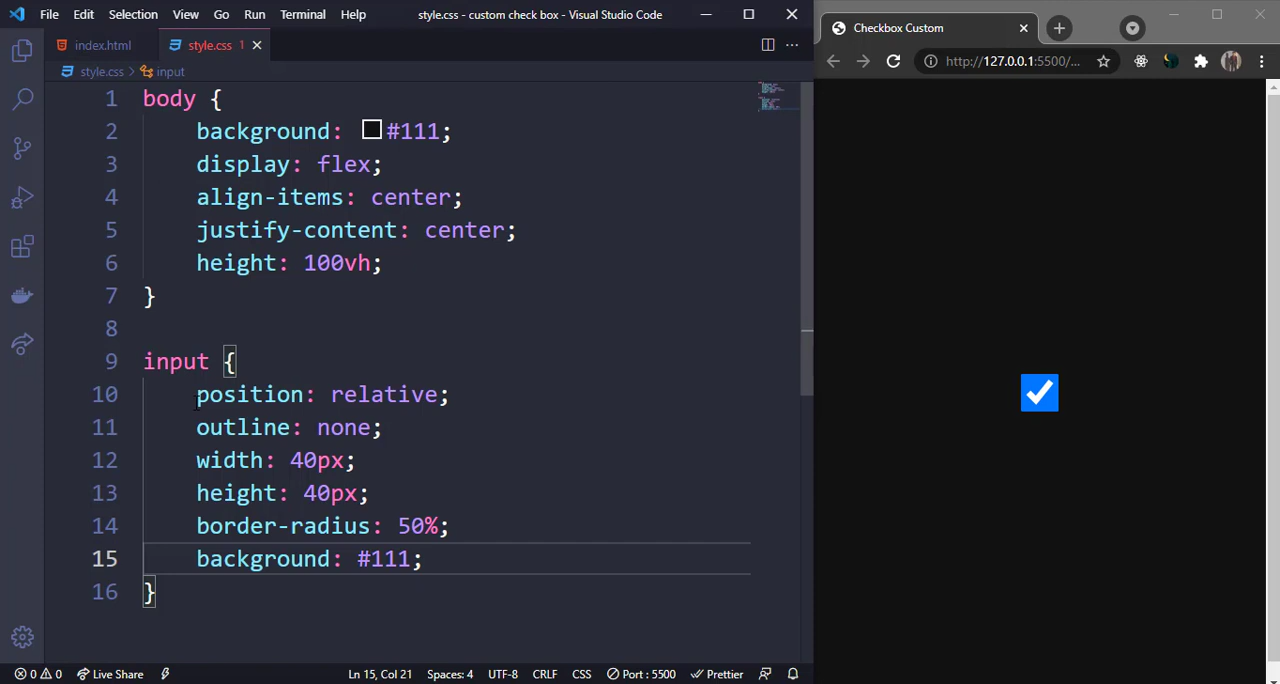 File Edit Selection View Go Run Terminal Help style.css - custom check box - Visual Studio Code
index.html style.css 1
style.css > input
1 body {
2 background: #111;
3 display: flex;
4 align-items: center;
5 justify-content: center;
6 height: 100vh;
7 }
8
9 input {
10 position: relative;
11 outline: none;
12 width: 40px;
13 height: 40px;
14 border-radius: 50%;
15 background: #111;
16 }
0 0 Live Share Ln 15, Col 21 Spaces: 4 UTF-8 CRLF CSS Port : 5500 Prettier
Checkbox Custom
http://127.0.0.1:5500/...